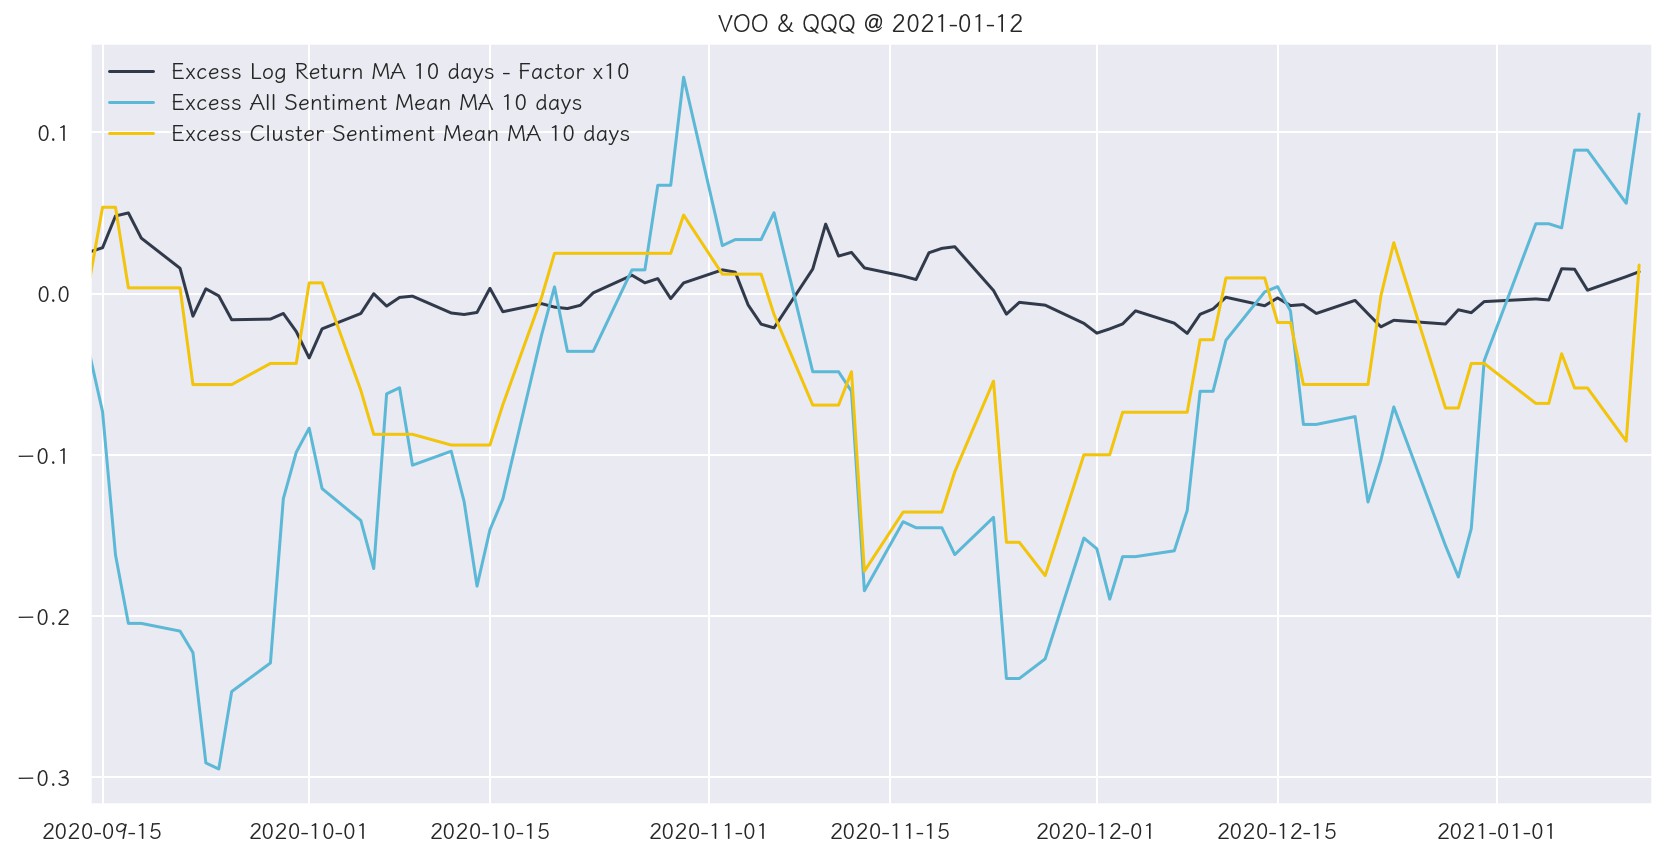 VOO & QQQ @ 2021-01-12
Excess Log Return MA 10 days - Factor x10
Excess All Sentiment Mean MA 10 days
Excess Cluster Sentiment Mean MA 10 days
0.1
0.0
−0.1
−0.2
−0.3
2020-09-15 2020-10-01 2020-10-15 2020-11-01 2020-11-15 2020-12-01 2020-12-15 2021-01-01